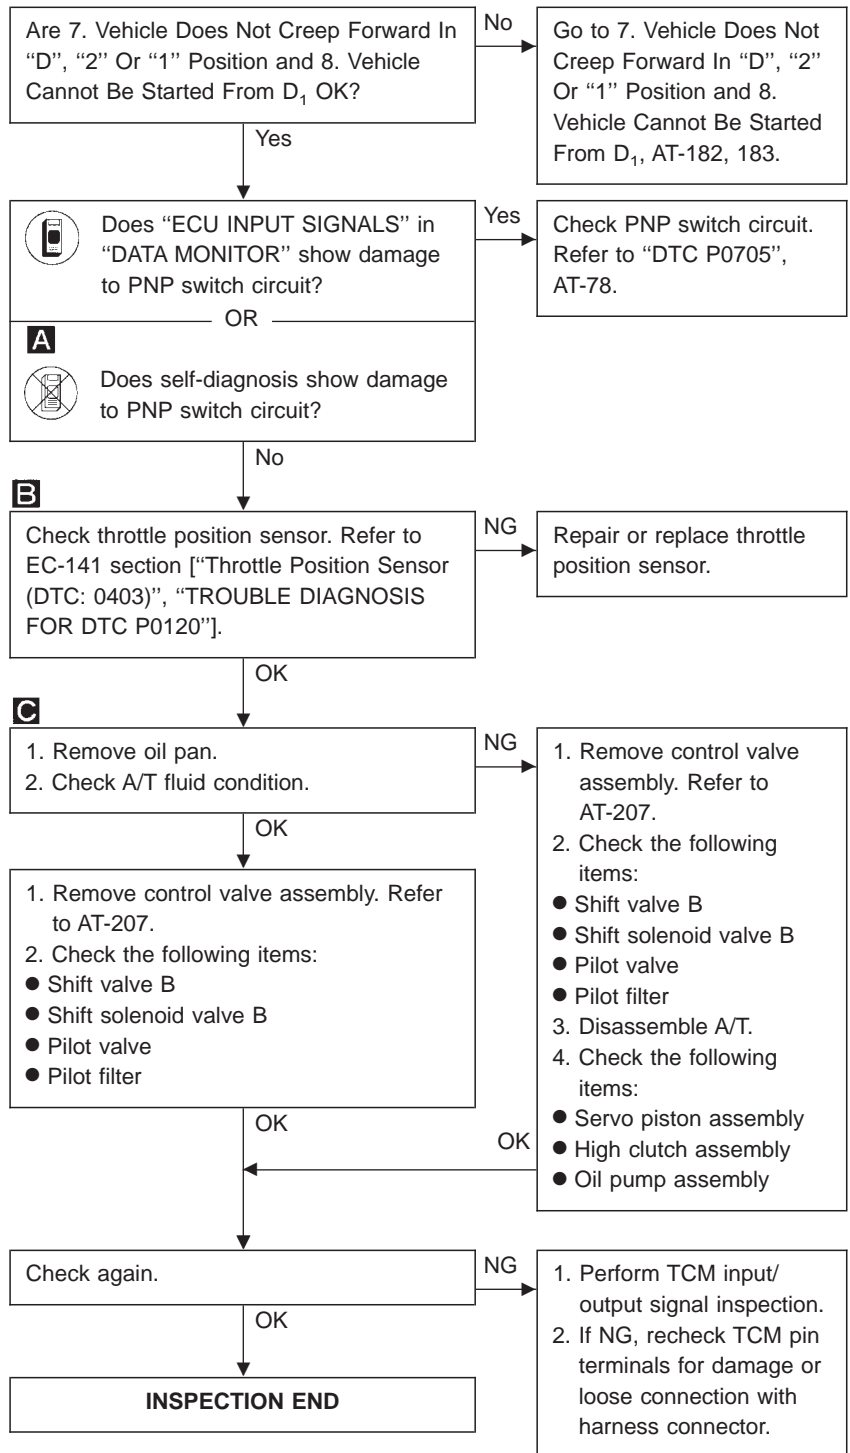 Are 7. Vehicle Does Not Creep Forward In
“D”, “2” Or “1” Position and 8. Vehicle
Cannot Be Started From D1 OK?
No
Go to 7. Vehicle Does Not
Creep Forward In “D”, “2”
Or “1” Position and 8.
Vehicle Cannot Be Started
From D1, AT-182, 183.
Yes
Does “ECU INPUT SIGNALS” in
“DATA MONITOR” show damage
to PNP switch circuit?
Yes
Check PNP switch circuit.
Refer to “DTC P0705”,
AT-78.
OR
A
Does self-diagnosis show damage
to PNP switch circuit?
No
B
Check throttle position sensor. Refer to
EC-141 section [“Throttle Position Sensor
(DTC: 0403)”, “TROUBLE DIAGNOSIS
FOR DTC P0120”].
NG
Repair or replace throttle
position sensor.
OK
C
1. Remove oil pan.
2. Check A/T fluid condition.
NG
1. Remove control valve
assembly. Refer to
AT-207.
2. Check the following
items:
● Shift valve B
● Shift solenoid valve B
● Pilot valve
● Pilot filter
3. Disassemble A/T.
4. Check the following
items:
● Servo piston assembly
● High clutch assembly
● Oil pump assembly
OK
1. Remove control valve assembly. Refer
to AT-207.
2. Check the following items:
● Shift valve B
● Shift solenoid valve B
● Pilot valve
● Pilot filter
OK
OK
Check again.
NG
1. Perform TCM input/
output signal inspection.
2. If NG, recheck TCM pin
terminals for damage or
loose connection with
harness connector.
OK
INSPECTION END